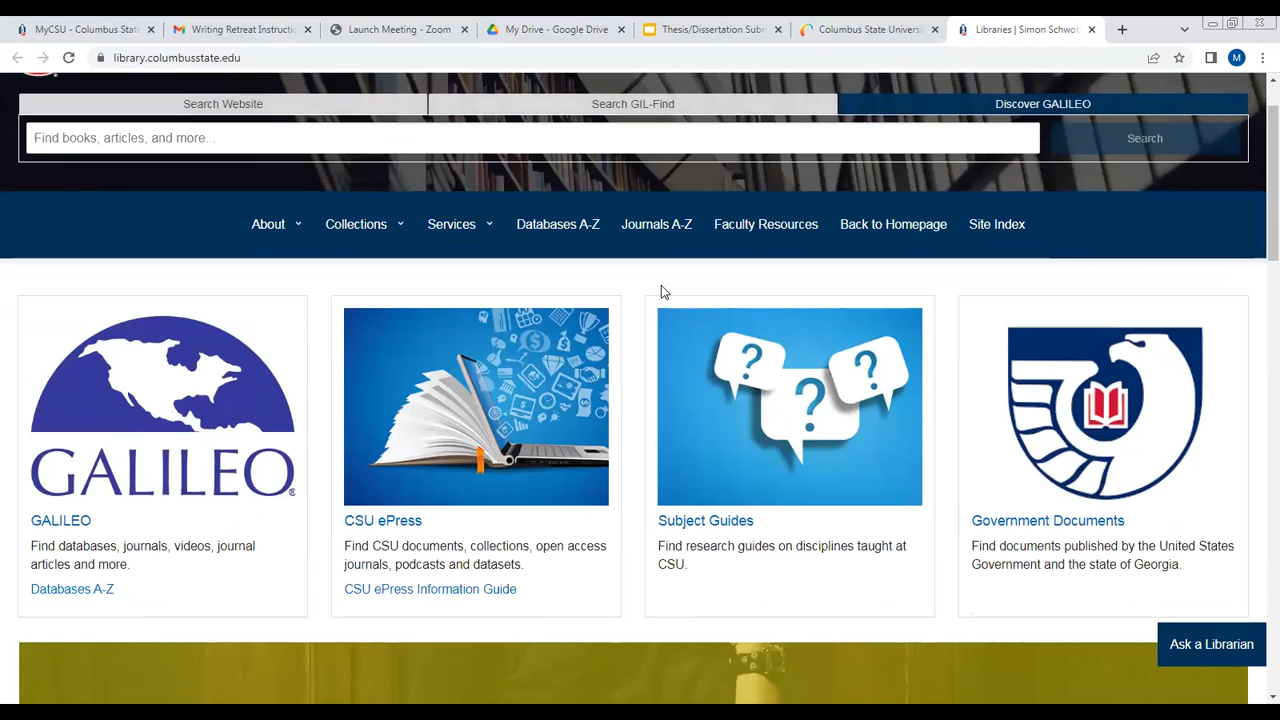 MyCSU - Columbus State
Writing Retreat Instructi
Launch Meeting - Zoom
My Drive - Google Drive
Thesis/Dissertation Subm
Columbus State Universi
Libraries | Simon Schwob
library.columbusstate.edu
M
Search Website
Search GIL-Find
Discover GALILEO
Find books, articles, and more...
Search
About
Collections
Services
Databases A-Z
Journals A-Z
Faculty Resources
Back to Homepage
Site Index
GALILEO
GALILEO
Find databases, journals, videos, journal
articles and more.
Databases A-Z
CSU ePress
Find CSU documents, collections, open access
journals, podcasts and datasets.
CSU ePress Information Guide
? ? ?
Subject Guides
Find research guides on disciplines taught at
CSU.
Government Documents
Find documents published by the United States
Government and the state of Georgia.
Ask a Librarian